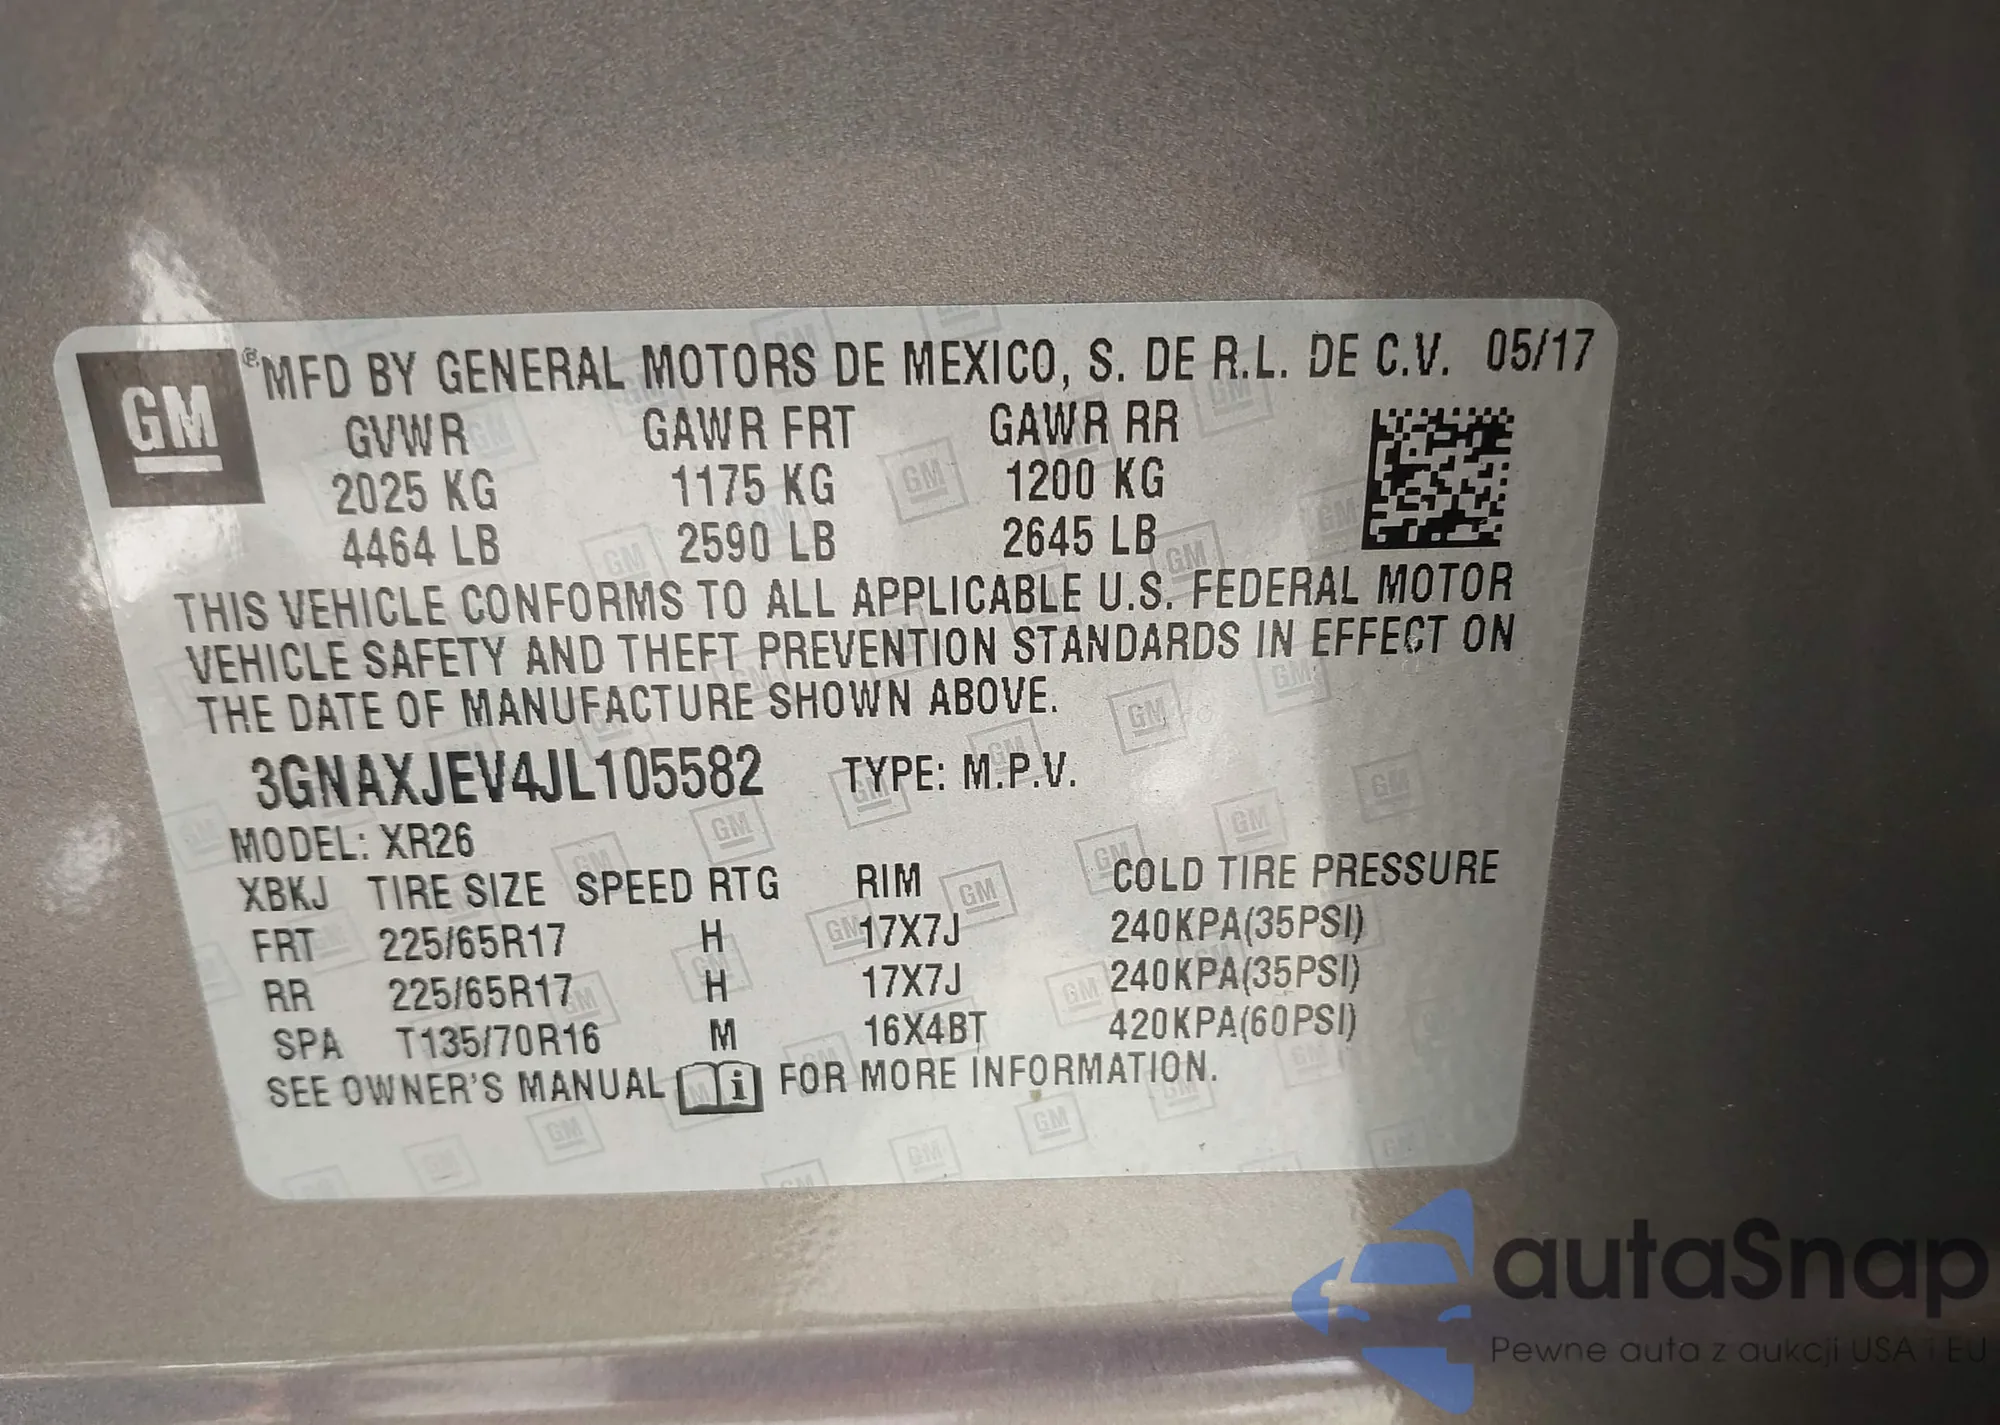 GM ® MFD BY GENERAL MOTORS DE MEXICO, S. DE R.L. DE C.V. 05/17
GVWR GAWR FRT GAWR RR
2025 KG 1175 KG 1200 KG
4464 LB 2590 LB 2645 LB
THIS VEHICLE CONFORMS TO ALL APPLICABLE U.S. FEDERAL MOTOR
VEHICLE SAFETY AND THEFT PREVENTION STANDARDS IN EFFECT ON
THE DATE OF MANUFACTURE SHOWN ABOVE.
3GNAXJEV4JL105582 TYPE: M.P.V.
MODEL: XR26
XBKJ TIRE SIZE SPEED RTG RIM COLD TIRE PRESSURE
FRT 225/65R17 H 17X7J 240KPA(35PSI)
RR 225/65R17 H 17X7J 240KPA(35PSI)
SPA T135/70R16 M 16X4BT 420KPA(60PSI)
SEE OWNER'S MANUAL i FOR MORE INFORMATION.
autaSnap
Pewne auta z aukcji USA i EU